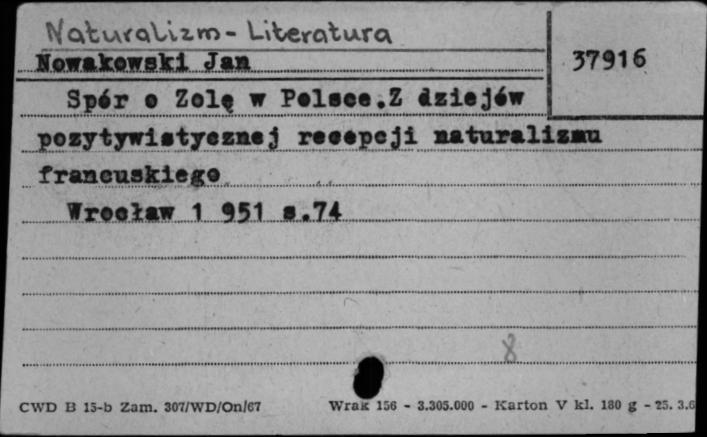 Naturalizm - Literatura
Nowakowski Jan
37916
Spór o Zolę w Polsce.Z dziejów
pozytywistycznej recepcji naturalizmu
francuskiego
Wrocław 1 951 s.74
8
CWD B 15-b Zam. 307/WD/On/67 Wrak 156 - 3.305.000 - Karton V kl. 180 g - 25. 3.6